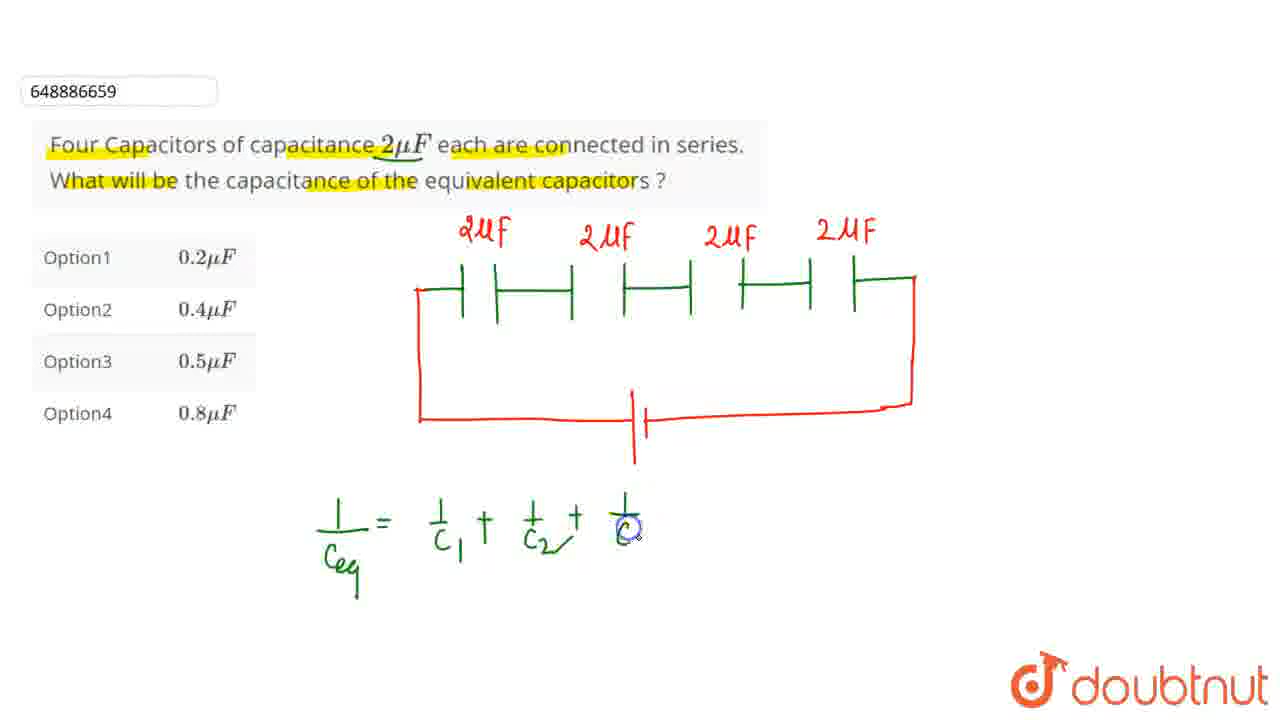 648886659
Four Capacitors of capacitance 2μF each are connected in series.
What will be the capacitance of the equivalent capacitors ?
Option1 0.2μF
Option2 0.4μF
Option3 0.5μF
Option4 0.8μF
2μF 2μF 2μF 2μF
1/Ceq = 1/C1 + 1/C2 + 1/C
doubtnut